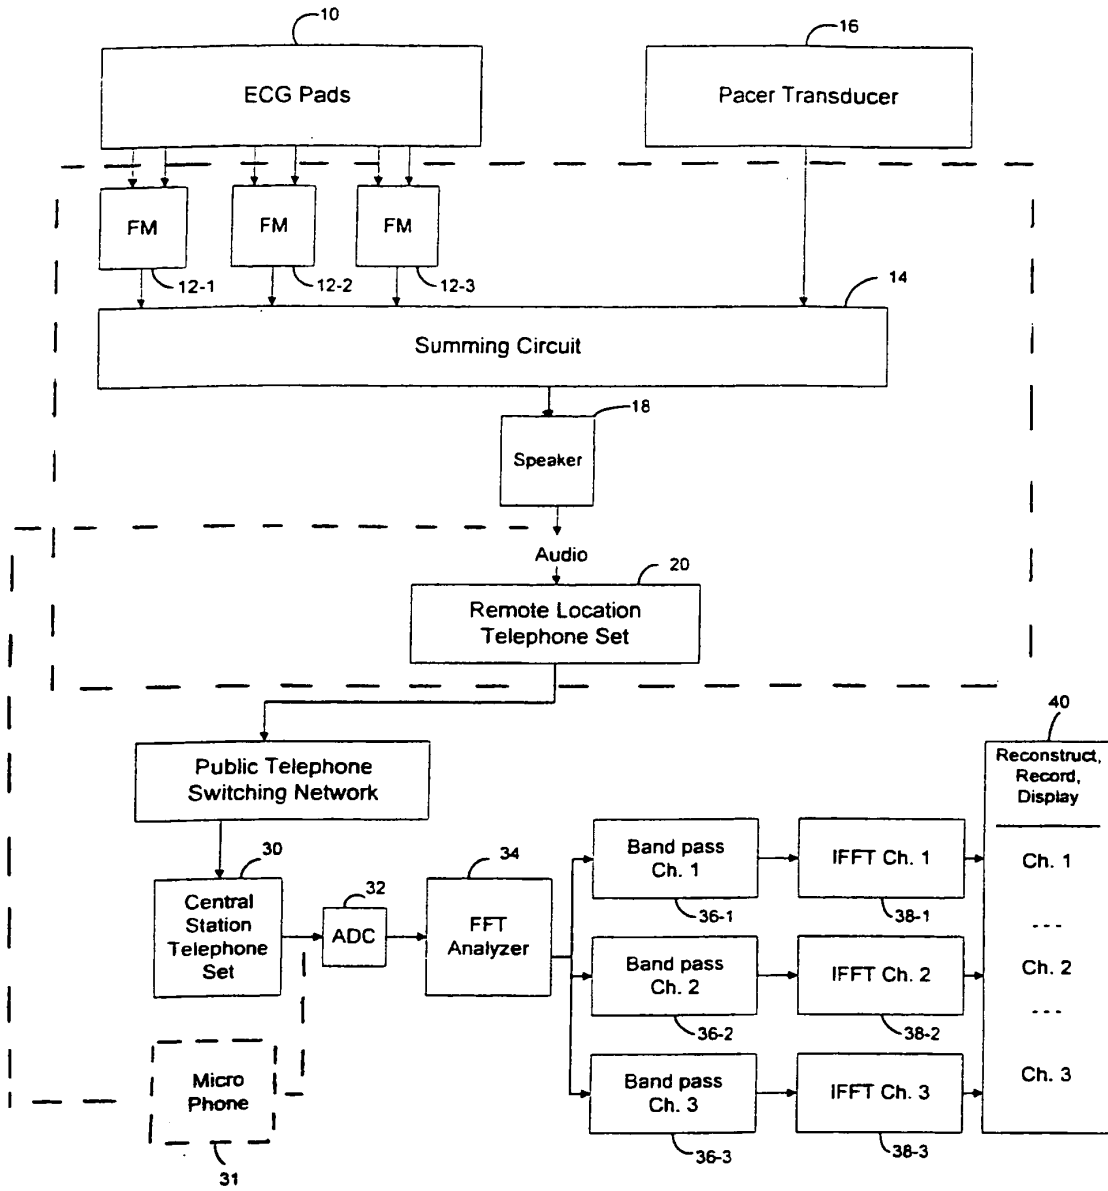 10
16
ECG Pads
Pacer Transducer
FM
FM
FM
12-1
12-2
12-3
14
Summing Circuit
18
Speaker
Audio
20
Remote Location
Telephone Set
40
Public Telephone
Switching Network
Reconstruct,
Record,
Display
30
32
34
Central
Station
Telephone
Set
ADC
FFT
Analyzer
Band pass
Ch. 1
IFFT Ch. 1
Ch. 1
36-1
38-1
---
Band pass
Ch. 2
IFFT Ch. 2
Ch. 2
36-2
38-2
---
Micro
Phone
Band pass
Ch. 3
IFFT Ch. 3
Ch. 3
36-3
38-3
31